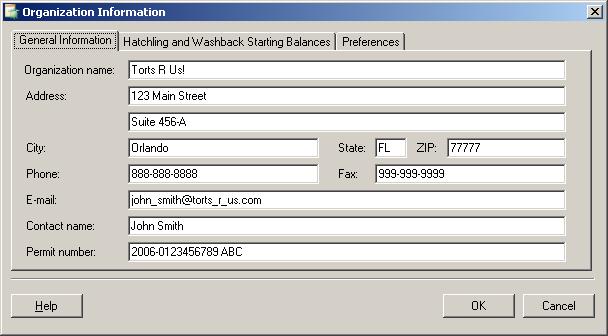 Organization Information
General Information Hatchling and Washback Starting Balances Preferences
Organization name: Torts R Us!
Address: 123 Main Street
Suite 456-A
City: Orlando State: FL ZIP: 77777
Phone: 888-888-8888 Fax: 999-999-9999
E-mail: john_smith@torts_r_us.com
Contact name: John Smith
Permit number: 2006-0123456789 ABC
Help OK Cancel